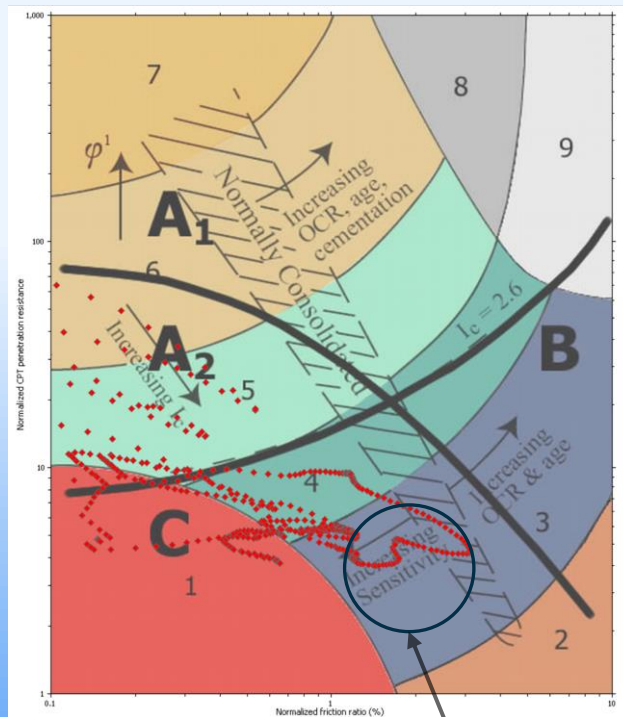 1,000
7
8
9
φ¹
A₁
Normally Consolidated
Increasing
OCR, age,
cementation
100
6
A₂
Increasing Ic
5
Ic = 2.6
B
Normalized CPT penetration resistance
10
4
C
Increasing
OCR & age
3
Increasing
Sensitivity
1
2
1
0.1
1
10
Normalized friction ratio (%)